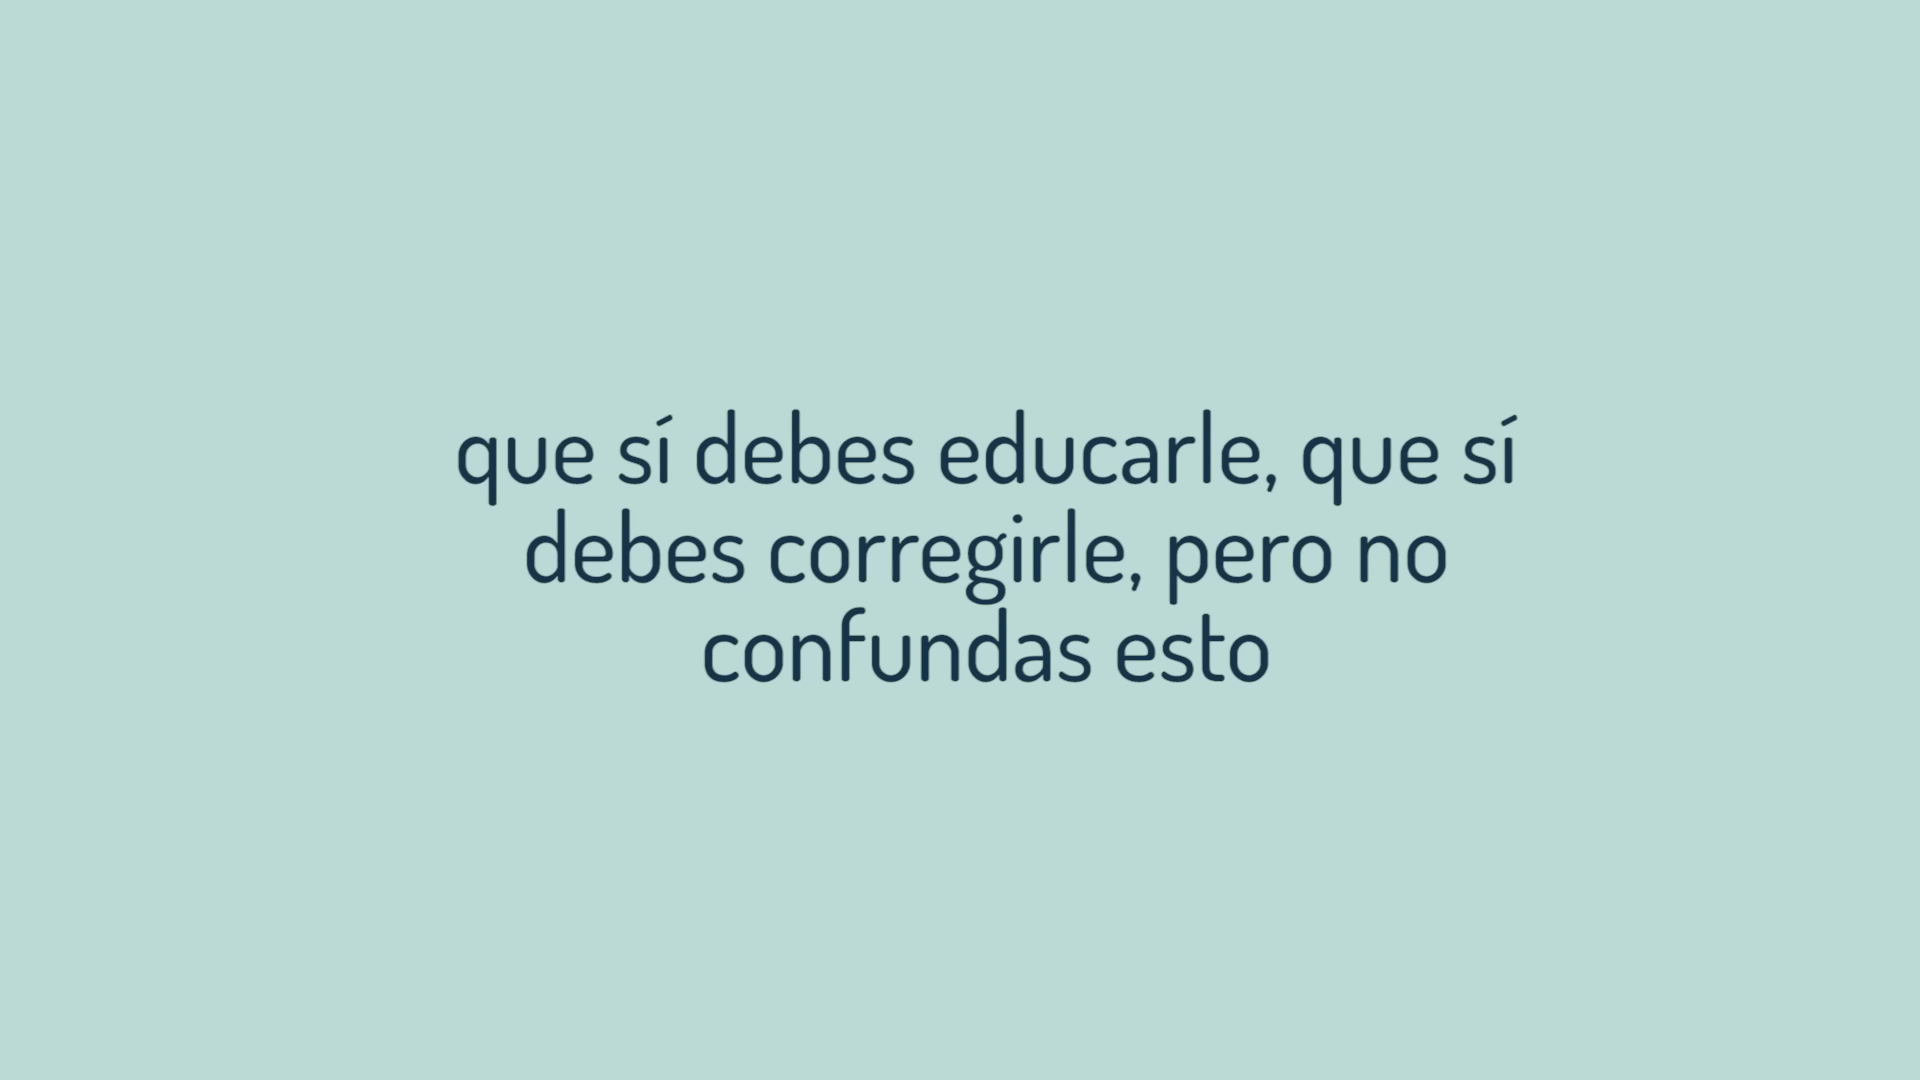 que sí debes educarle, que sí
debes corregirle, pero no
confundas esto